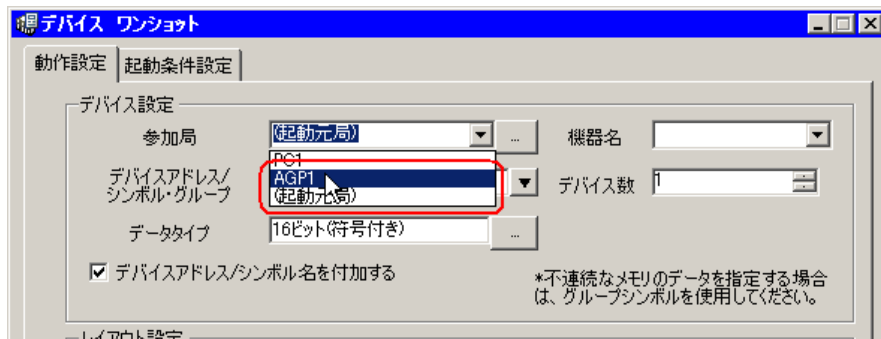 デバイス ワンショット
動作設定 起動条件設定
デバイス設定
参加局 (起動元局) ... 機器名
PC1
AGP1
(起動元局)
デバイスアドレス/
シンボル・グループ
デバイス数 1
データタイプ 16ビット(符号付き) ...
デバイスアドレス/シンボル名を付加する
*不連続なメモリのデータを指定する場合
は、グループシンボルを使用してください。
レイアウト設定